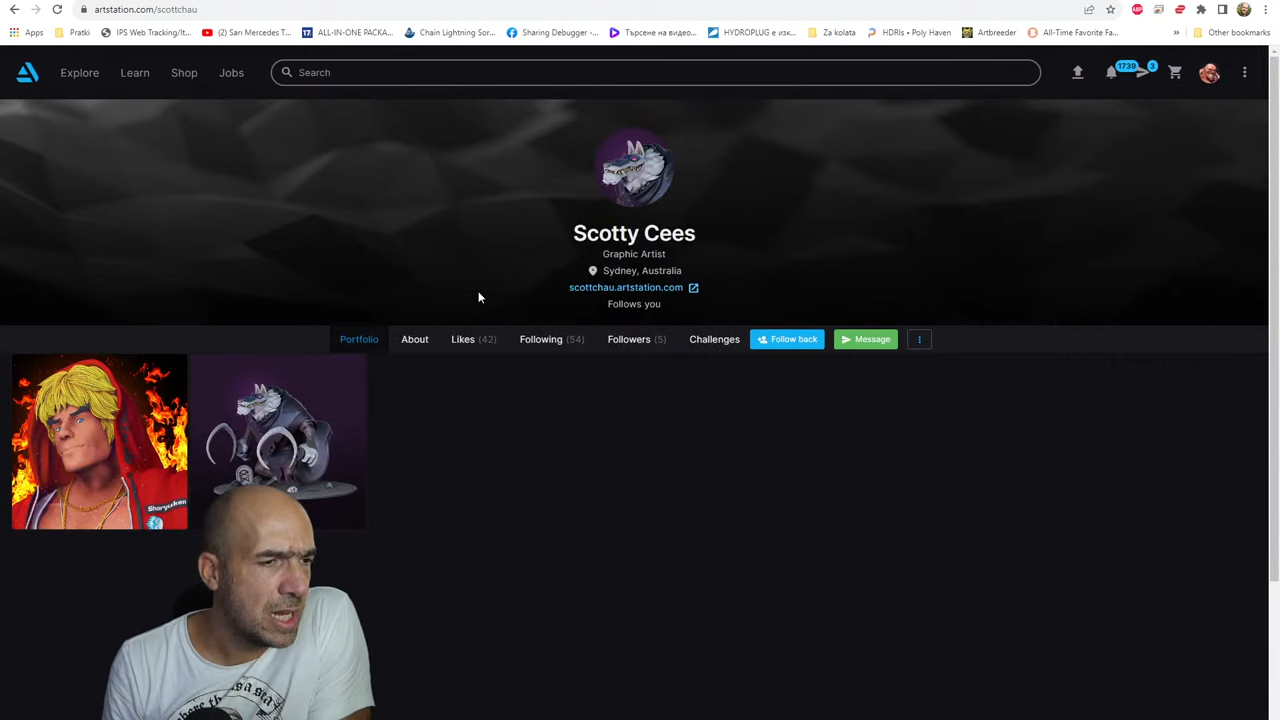 artstation.com/scottchau
Apps Pratki IPS Web Tracking/It... (2) Sarı Mercedes T... ALL-IN-ONE PACKA... Chain Lightning Sor... Sharing Debugger -... Търсене на видео... HYDROPLUG е изк... Za kolata HDRIs • Poly Haven Artbreeder All-Time Favorite Fa... » Other bookmarks
Explore Learn Shop Jobs Search 1739 3
Scotty Cees
Graphic Artist
Sydney, Australia
scottchau.artstation.com
Follows you
Portfolio About Likes (42) Following (54) Followers (5) Challenges Follow back Message
Shoryuken